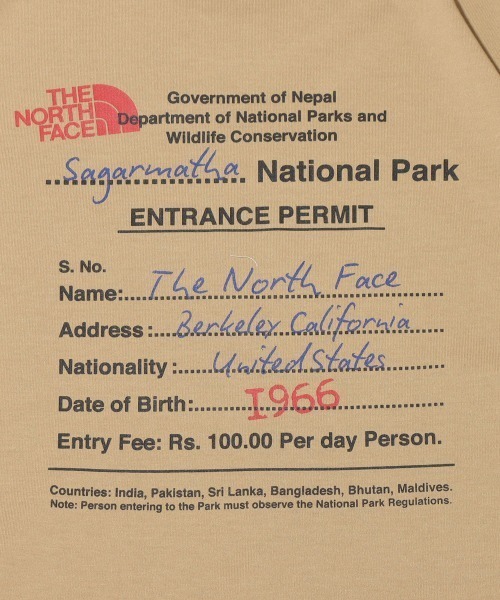 THE
NORTH
FACE
Government of Nepal
Department of National Parks and
Wildlife Conservation
Sagarmatha National Park
ENTRANCE PERMIT
S. No.
Name:....The North Face
Address:....Berkeley California
Nationality:....United States
Date of Birth:....1966
Entry Fee: Rs. 100.00 Per day Person.
Countries: India, Pakistan, Sri Lanka, Bangladesh, Bhutan, Maldives.
Note: Person entering to the Park must observe the National Park Regulations.